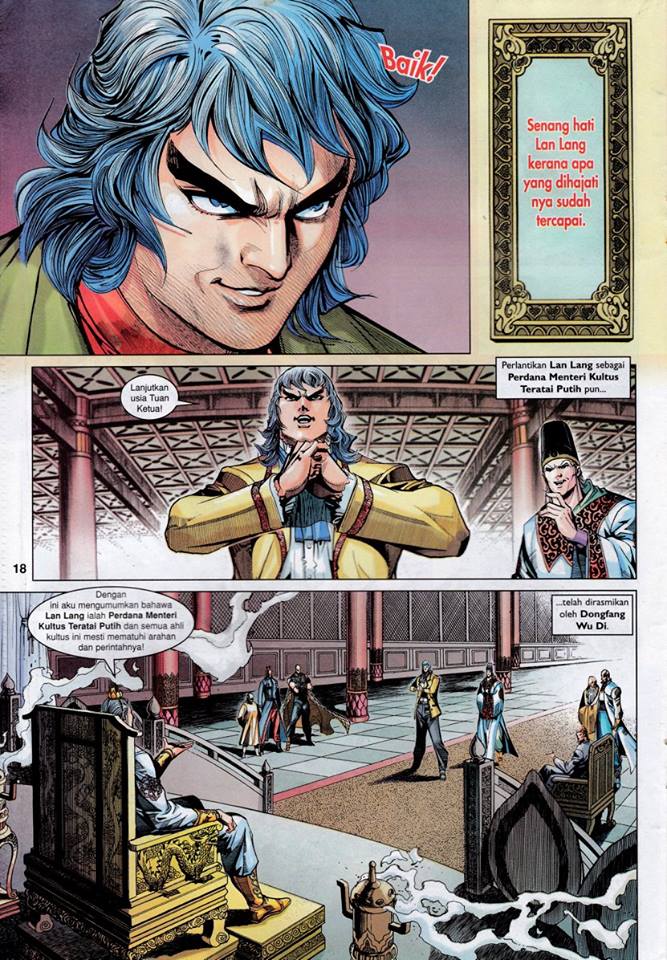 Baik!
Senang hati
Lan Lang
kerana apa
yang dihajati
nya sudah
tercapai.
Perlantikan Lan Lang sebagai
Perdana Menteri Kultus
Teratai Putih pun...
Lanjutkan
usia Tuan
Ketua!
18
Dengan
ini aku mengumumkan bahawa
Lan Lang ialah Perdana Menteri
Kultus Teratai Putih dan semua ahli
kultus ini mesti mematuhi arahan
dan perintahnya!
...telah dirasmikan
oleh Dongfang
Wu Di.